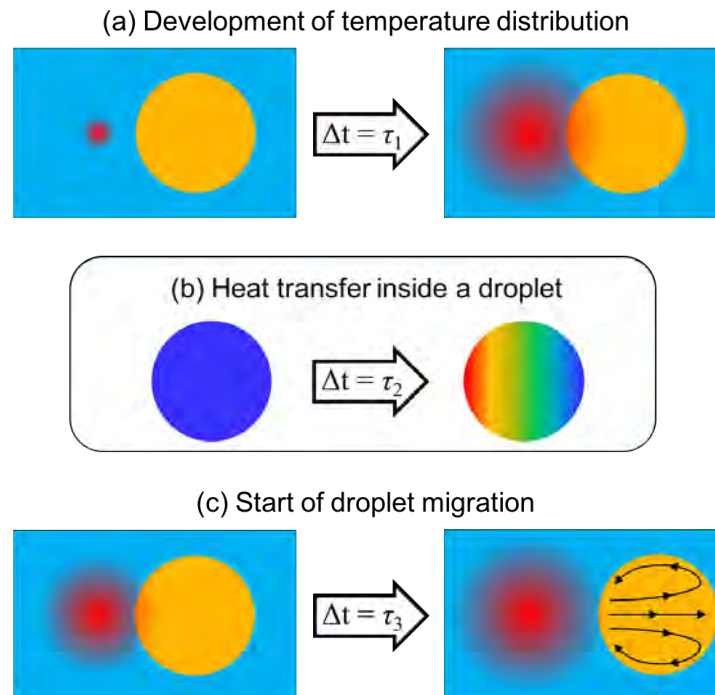 (a) Development of temperature distribution
Δt = τ₁
(b) Heat transfer inside a droplet
Δt = τ₂
(c) Start of droplet migration
Δt = τ₃